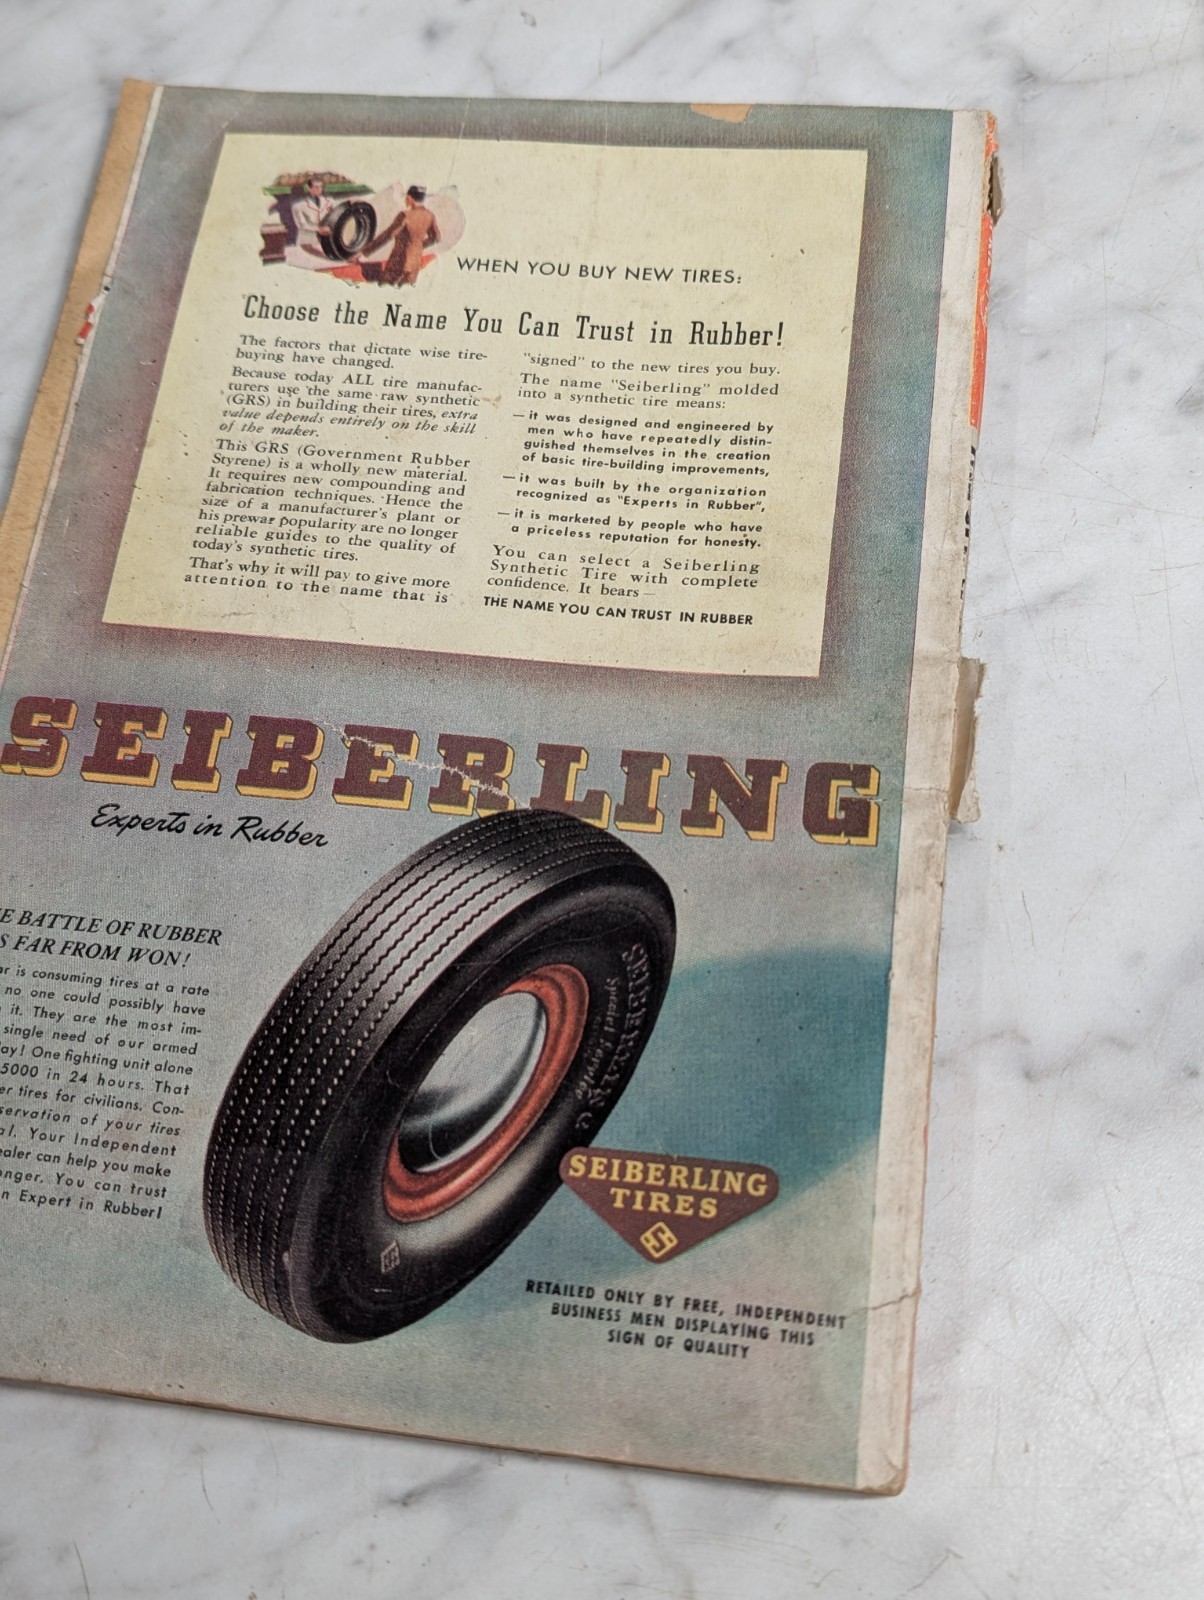 WHEN YOU BUY NEW TIRES:
Choose the Name You Can Trust in Rubber!
The factors that dictate wise tire-
buying have changed.
Because today ALL tire manufac-
turers use the same raw synthetic
(GRS) in building their tires, extra
value depends entirely on the skill
of the maker.
This GRS (Government Rubber
Styrene) is a wholly new material.
It requires new compounding and
fabrication techniques. Hence the
size of a manufacturer's plant or
his prewar popularity are no longer
reliable guides to the quality of
today's synthetic tires.
That's why it will pay to give more
attention to the name that is
"signed" to the new tires you buy.
The name "Seiberling" molded
into a synthetic tire means:
—it was designed and engineered by
men who have repeatedly distin-
guished themselves in the creation
of basic tire-building improvements,
—it was built by the organization
recognized as "Experts in Rubber",
—it is marketed by people who have
a priceless reputation for honesty.
You can select a Seiberling
Synthetic Tire with complete
confidence. It bears—
THE NAME YOU CAN TRUST IN RUBBER
SEIBERLING
Experts in Rubber
E BATTLE OF RUBBER
S FAR FROM WON!
is consuming tires at a rate
no one could possibly have
it. They are the most im-
single need of our armed
ay! One fighting unit alone
5000 in 24 hours. That
er tires for civilians. Con-
servation of your tires
al. Your Independent
ealer can help you make
nger. You can trust
n Expert in Rubber!
SEIBERLING
Special Service
SEIBERLING
TIRES
S
RETAILED ONLY BY FREE, INDEPENDENT
BUSINESS MEN DISPLAYING THIS
SIGN OF QUALITY